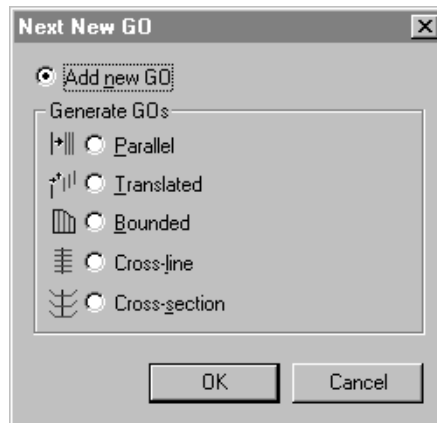 Next New GO
Add new GO
Generate GOs
Parallel
Translated
Bounded
Cross-line
Cross-section
OK
Cancel